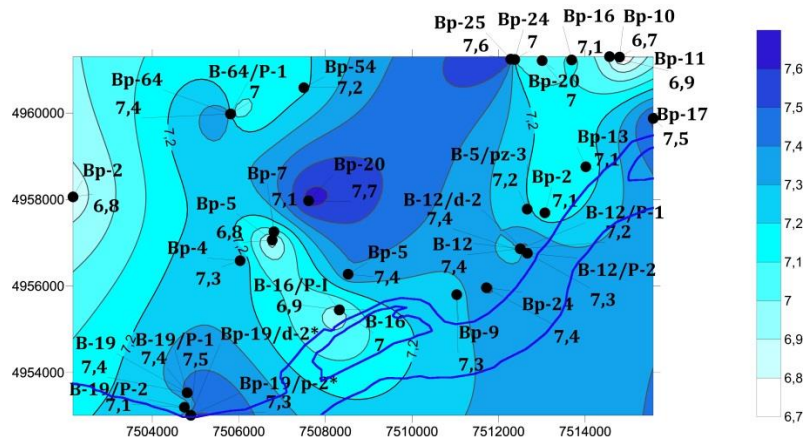 Bp-25
7,6
Bp-24
7
Bp-16
7,1
Bp-10
6,7
Bp-11
6,9
Bp-20
7
Bp-17
7,5
Bp-64
7,4
B-64/P-1
7
Bp-54
7,2
4960000
7,2
7,2
Bp-13
7,1
B-5/pz-3
7,2
Bp-2
6,8
Bp-7
7,1
Bp-20
7,7
Bp-2
7,1
4958000
Bp-5
6,8
7,2
B-12/d-2
7,4
B-12/P-1
7,2
Bp-4
7,3
B-12
7,4
B-12/P-2
7,3
Bp-5
7,4
4956000
B-16/P-I
6,9
B-16
7
Bp-24
7,4
Bp-9
7,3
7,2
7,2
B-19
7,4
B-19/P-1
7,4
Bp-19/d-2*
7,5
4954000
B-19/P-2
7,1
Bp-19/p-2*
7,3
7504000
7506000
7508000
7510000
7512000
7514000
7,6
7,5
7,4
7,3
7,2
7,1
7
6,9
6,8
6,7